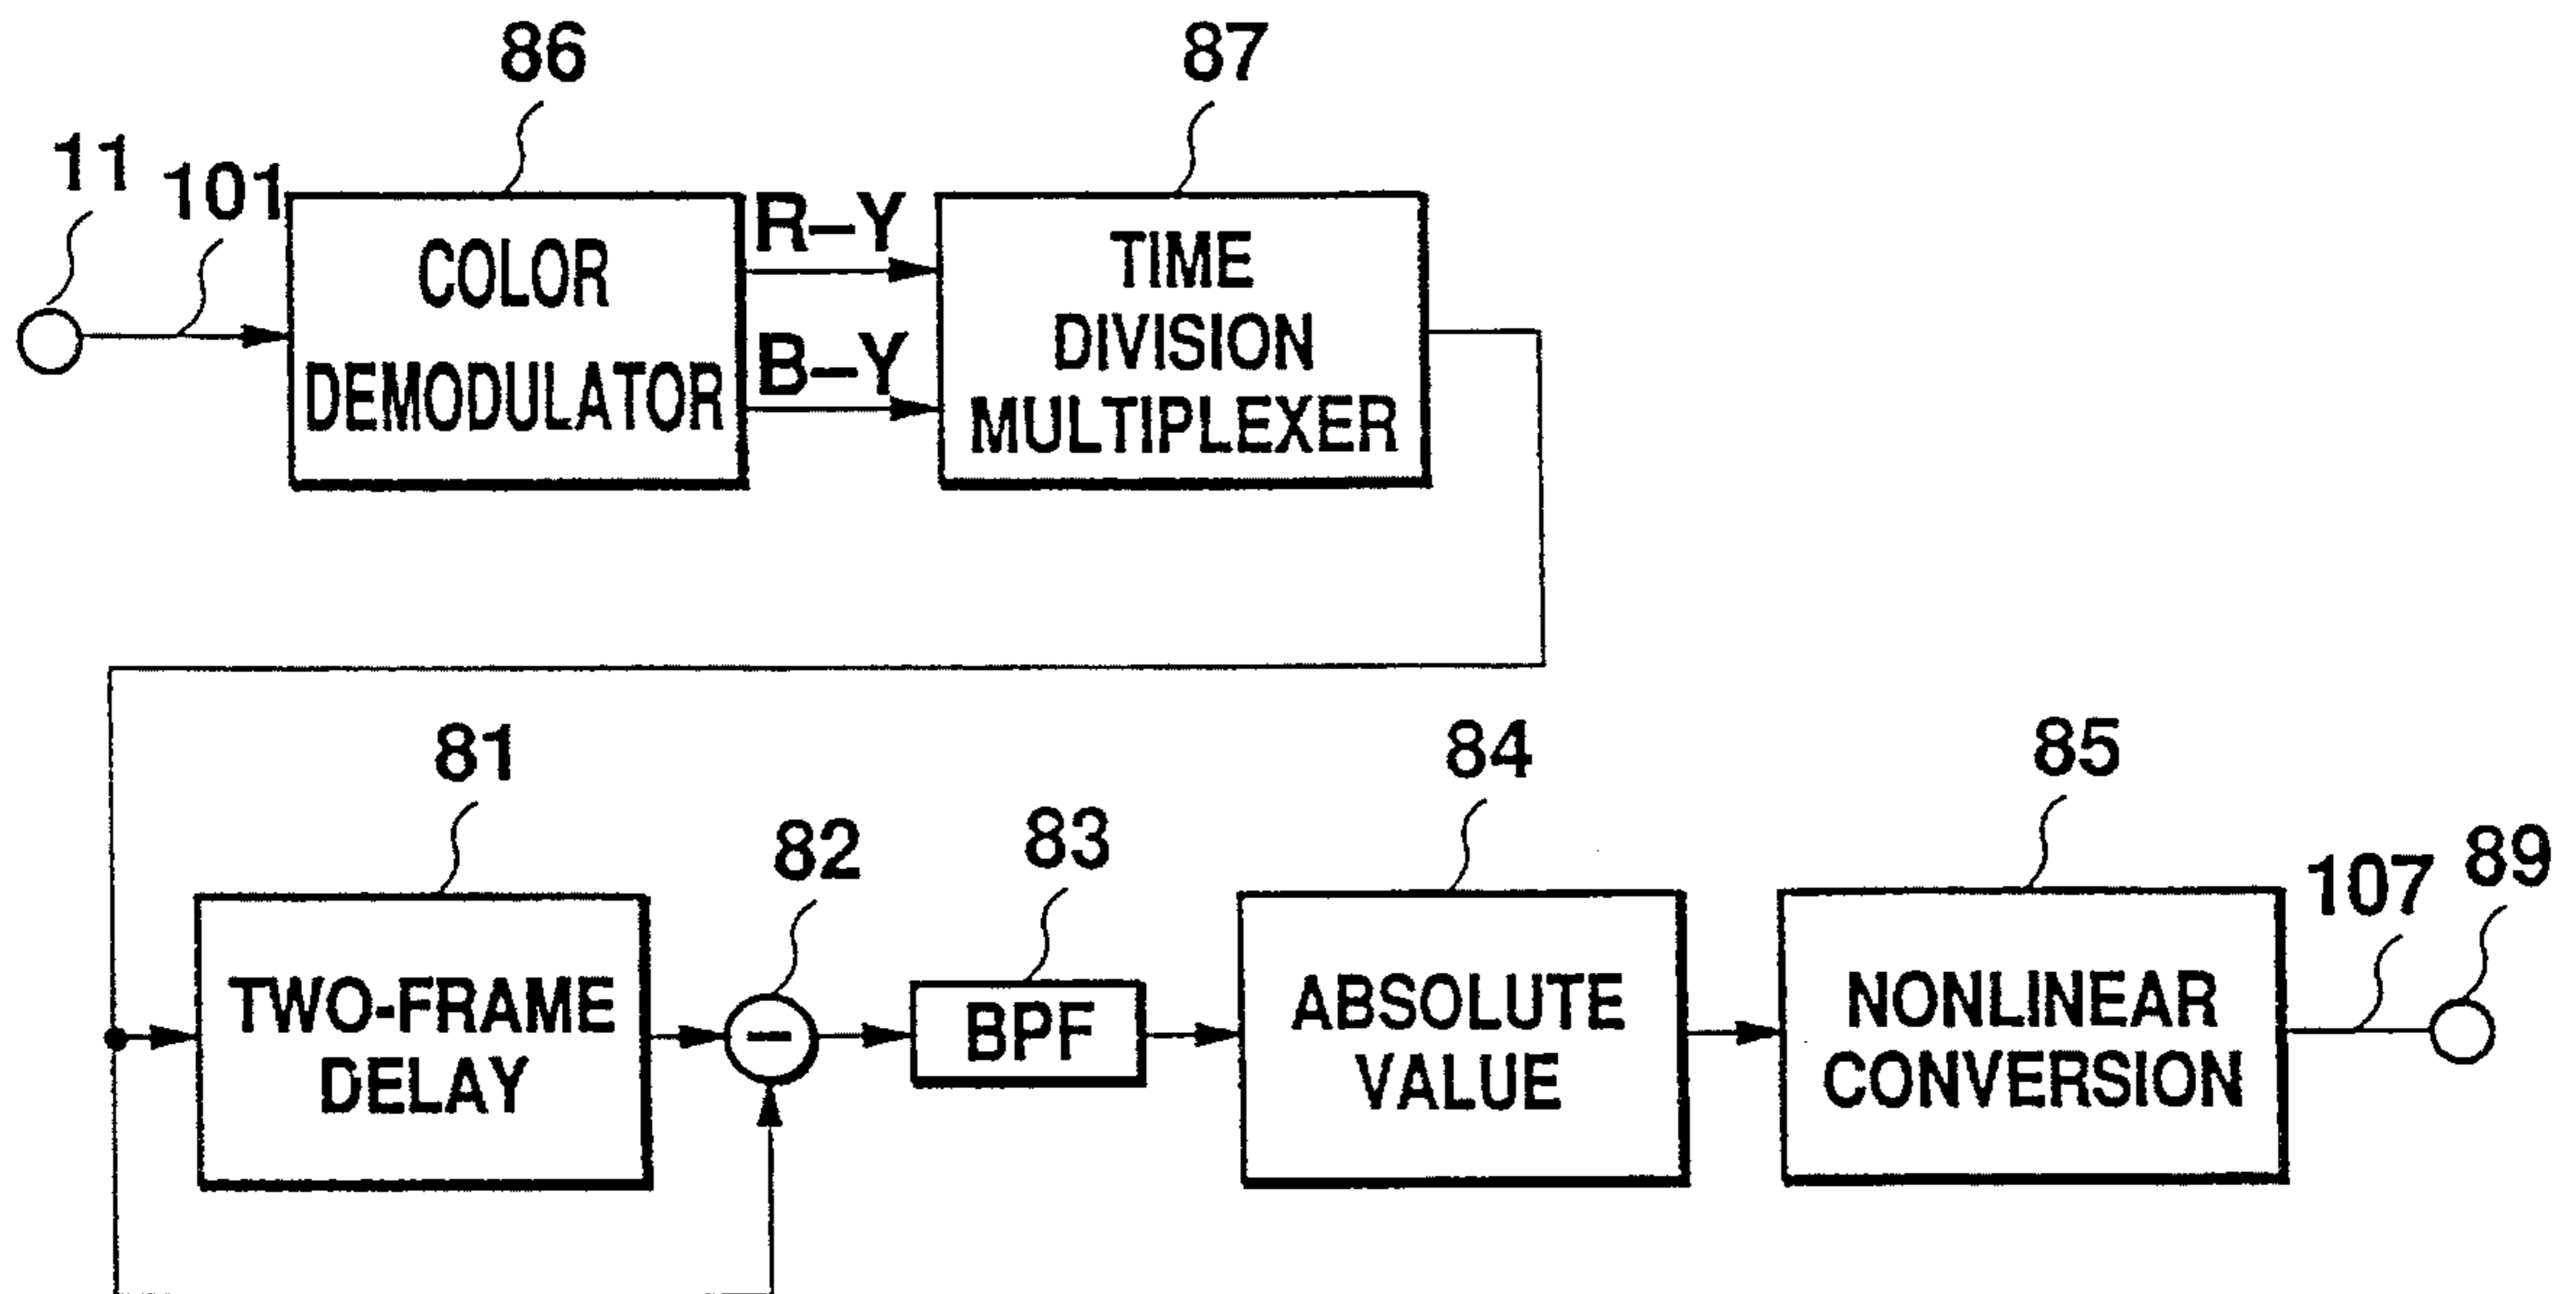 86
87
11
101
COLOR
DEMODULATOR
R–Y
B–Y
TIME
DIVISION
MULTIPLEXER
81
82
83
84
85
107
89
TWO-FRAME
DELAY
–
BPF
ABSOLUTE
VALUE
NONLINEAR
CONVERSION